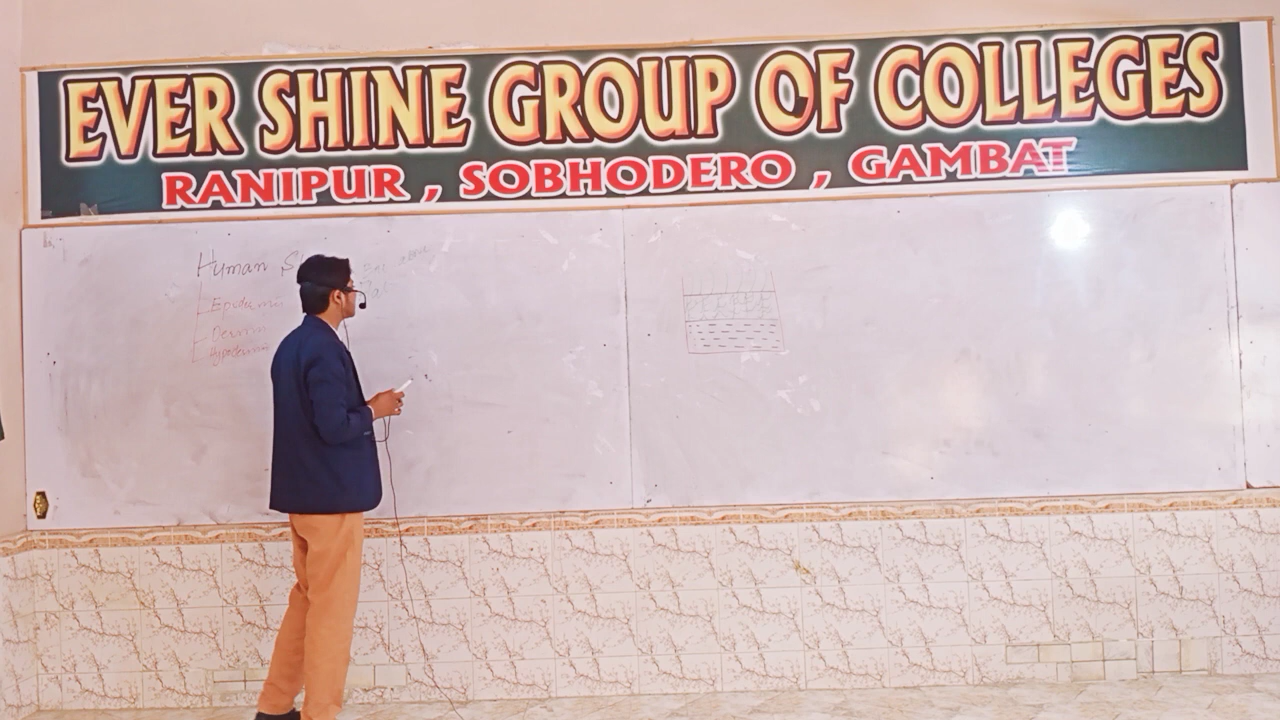 EVER SHINE GROUP OF COLLEGES
RANIPUR , SOBHODERO , GAMBAT
Human
Epidermis
Dermis
Hypodermis